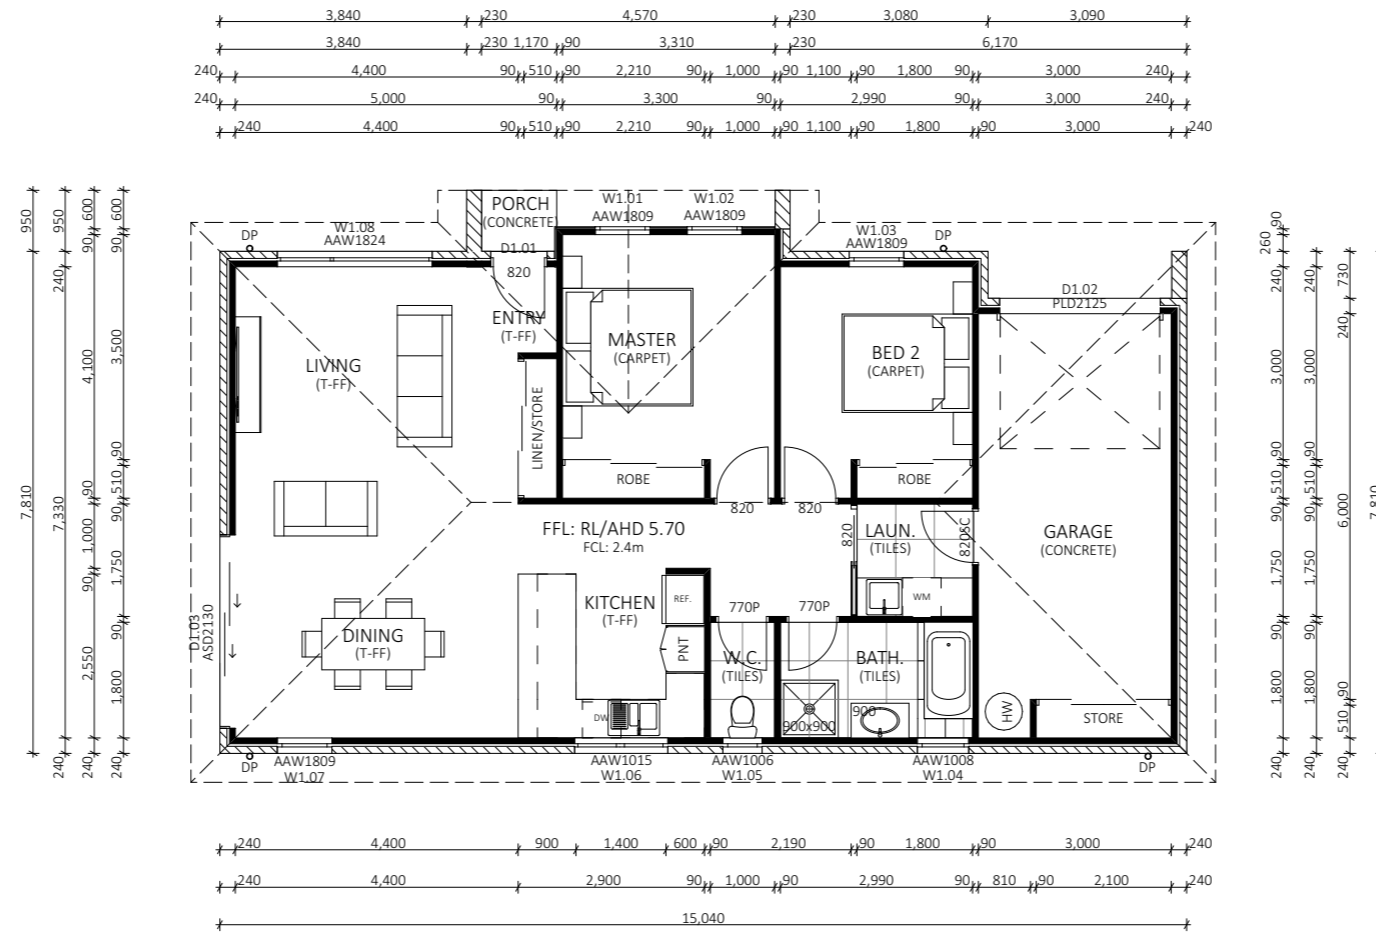 3,840 230 4,570 230 3,080 3,090
3,840 230 1,170 90 3,310 230 6,170
240 4,400 90 510 90 2,210 90 1,000 90 1,100 90 1,800 90 3,000 240
240 5,000 90 3,300 90 2,990 90 3,000 240
240 4,400 90 510 90 2,210 90 1,000 90 1,100 90 1,800 90 3,000 240
950 7,810
950 240 7,330 240
600 90 4,100 90 1,000 90 2,550 240
600 90 3,500 90 510 90 1,750 90 1,800 240
PORCH
(CONCRETE)
W1.01
AAW1809
W1.02
AAW1809
DP
W1.08
AAW1824
D1.01
820
W1.03
AAW1809
DP
D1.02
PLD2125
ENTRY
(T-FF)
LIVING
(T-FF)
MASTER
(CARPET)
BED 2
(CARPET)
LINEN/STORE
ROBE
ROBE
820
820
FFL: RL/AHD 5.70
FCL: 2.4m
820
LAUN.
(TILES)
820SC
GARAGE
(CONCRETE)
WM
KITCHEN
(T-FF)
REF.
PNT
770P
770P
D1.03
ASD2130
DINING
(T-FF)
W.C.
(TILES)
BATH.
(TILES)
DW
900x900
900
HW
STORE
DP
AAW1809
W1.07
AAW1015
W1.06
AAW1006
W1.05
AAW1008
W1.04
DP
90 260 240 3,000 90 510 90 1,750 90 1,800 240
240 3,000 90 510 90 1,750 90 1,800 240
730 240 6,000 90 510 240
7,810
240 4,400 900 1,400 600 90 2,190 90 1,800 90 3,000 240
240 4,400 2,900 90 1,000 90 2,990 90 810 90 2,100 240
15,040